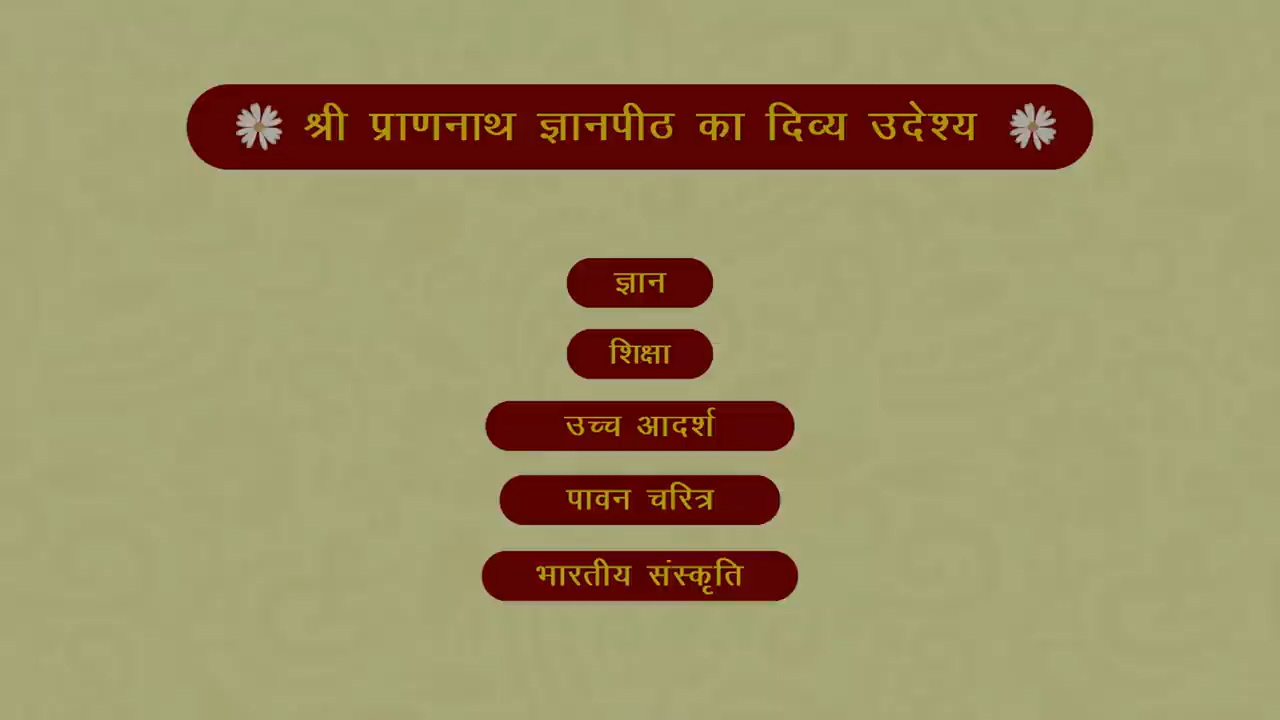 श्री प्राणनाथ ज्ञानपीठ का दिव्य उदेश्य
ज्ञान
शिक्षा
उच्च आदर्श
पावन चरित्र
भारतीय संस्कृति